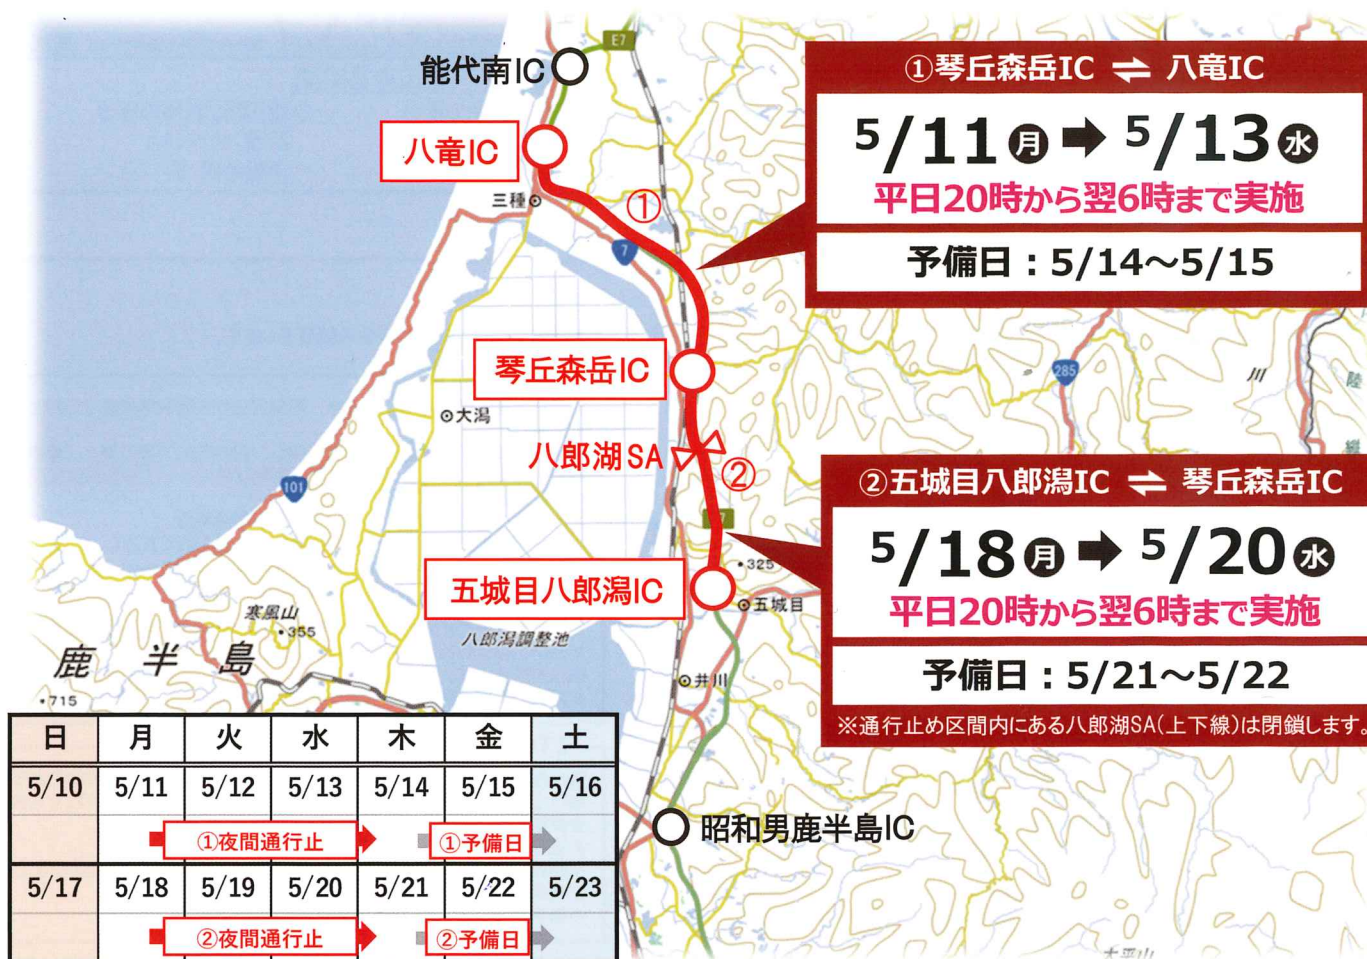 能代南IC
E7
八竜IC
三種
①
7
琴丘森岳IC
大潟
八郎湖SA
②
101
285
川
五城目八郎潟IC
・325
五城目
寒風山
・355
八郎潟調整池
鹿半島
・715
井川
昭和男鹿半島IC
①琴丘森岳IC ⇌ 八竜IC
5/11月 ➡ 5/13水
平日20時から翌6時まで実施
予備日：5/14～5/15
②五城目八郎潟IC ⇌ 琴丘森岳IC
5/18月 ➡ 5/20水
平日20時から翌6時まで実施
予備日：5/21～5/22
※通行止め区間内にある八郎湖SA(上下線)は閉鎖します。
日 月 火 水 木 金 土
5/10 5/11 5/12 5/13 5/14 5/15 5/16
①夜間通行止 ①予備日
5/17 5/18 5/19 5/20 5/21 5/22 5/23
②夜間通行止 ②予備日